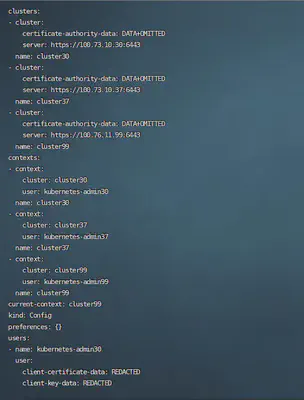 clusters:
- cluster:
    certificate-authority-data: DATA+OMITTED
    server: https://100.73.10.30:6443
  name: cluster30
- cluster:
    certificate-authority-data: DATA+OMITTED
    server: https://100.73.10.37:6443
  name: cluster37
- cluster:
    certificate-authority-data: DATA+OMITTED
    server: https://100.76.11.99:6443
  name: cluster99
contexts:
- context:
    cluster: cluster30
    user: kubernetes-admin30
  name: cluster30
- context:
    cluster: cluster37
    user: kubernetes-admin37
  name: cluster37
- context:
    cluster: cluster99
    user: kubernetes-admin99
  name: cluster99
current-context: cluster99
kind: Config
preferences: {}
users:
- name: kubernetes-admin30
  user:
    client-certificate-data: REDACTED
    client-key-data: REDACTED